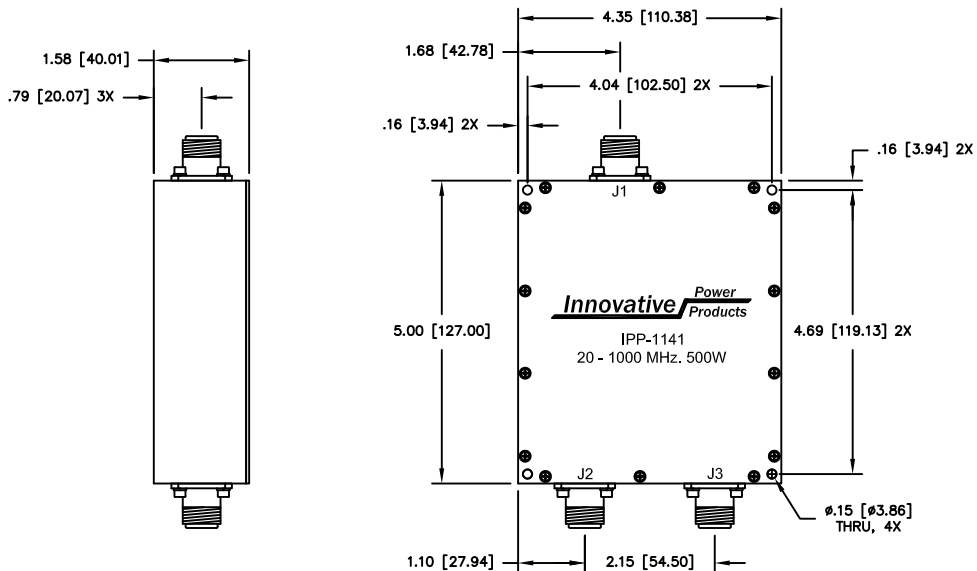 4.35 [110.38]
1.68 [42.78]
1.58 [40.01]
4.04 [102.50] 2X
.79 [20.07] 3X
.16 [3.94] 2X
.16 [3.94] 2X
J1
Innovative Power Products
5.00 [127.00]
4.69 [119.13] 2X
IPP-1141
20 - 1000 MHz. 500W
J2
J3
ø.15 [ø3.86]
THRU, 4X
1.10 [27.94]
2.15 [54.50]